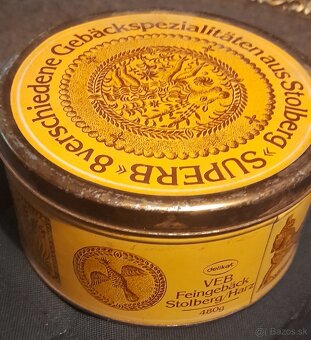 8 verschiedene Gebäckspezialitäten aus Stolberg »SUPERB«
delikat
VEB
Feingebäck
Stolberg/Harz
480g
© Bazos.sk